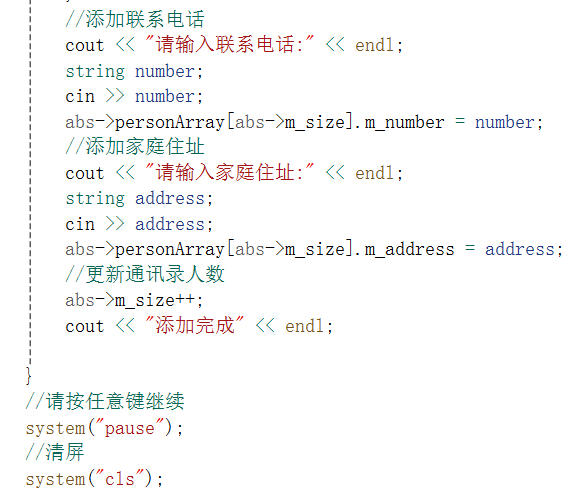 //添加联系电话
cout << "请输入联系电话:" << endl;
string number;
cin >> number;
abs->personArray[abs->m_size].m_number = number;
//添加家庭住址
cout << "请输入家庭住址:" << endl;
string address;
cin >> address;
abs->personArray[abs->m_size].m_address = address;
//更新通讯录人数
abs->m_size++;
cout << "添加完成" << endl;
}
//请按任意键继续
system("pause");
//清屏
system("cls");